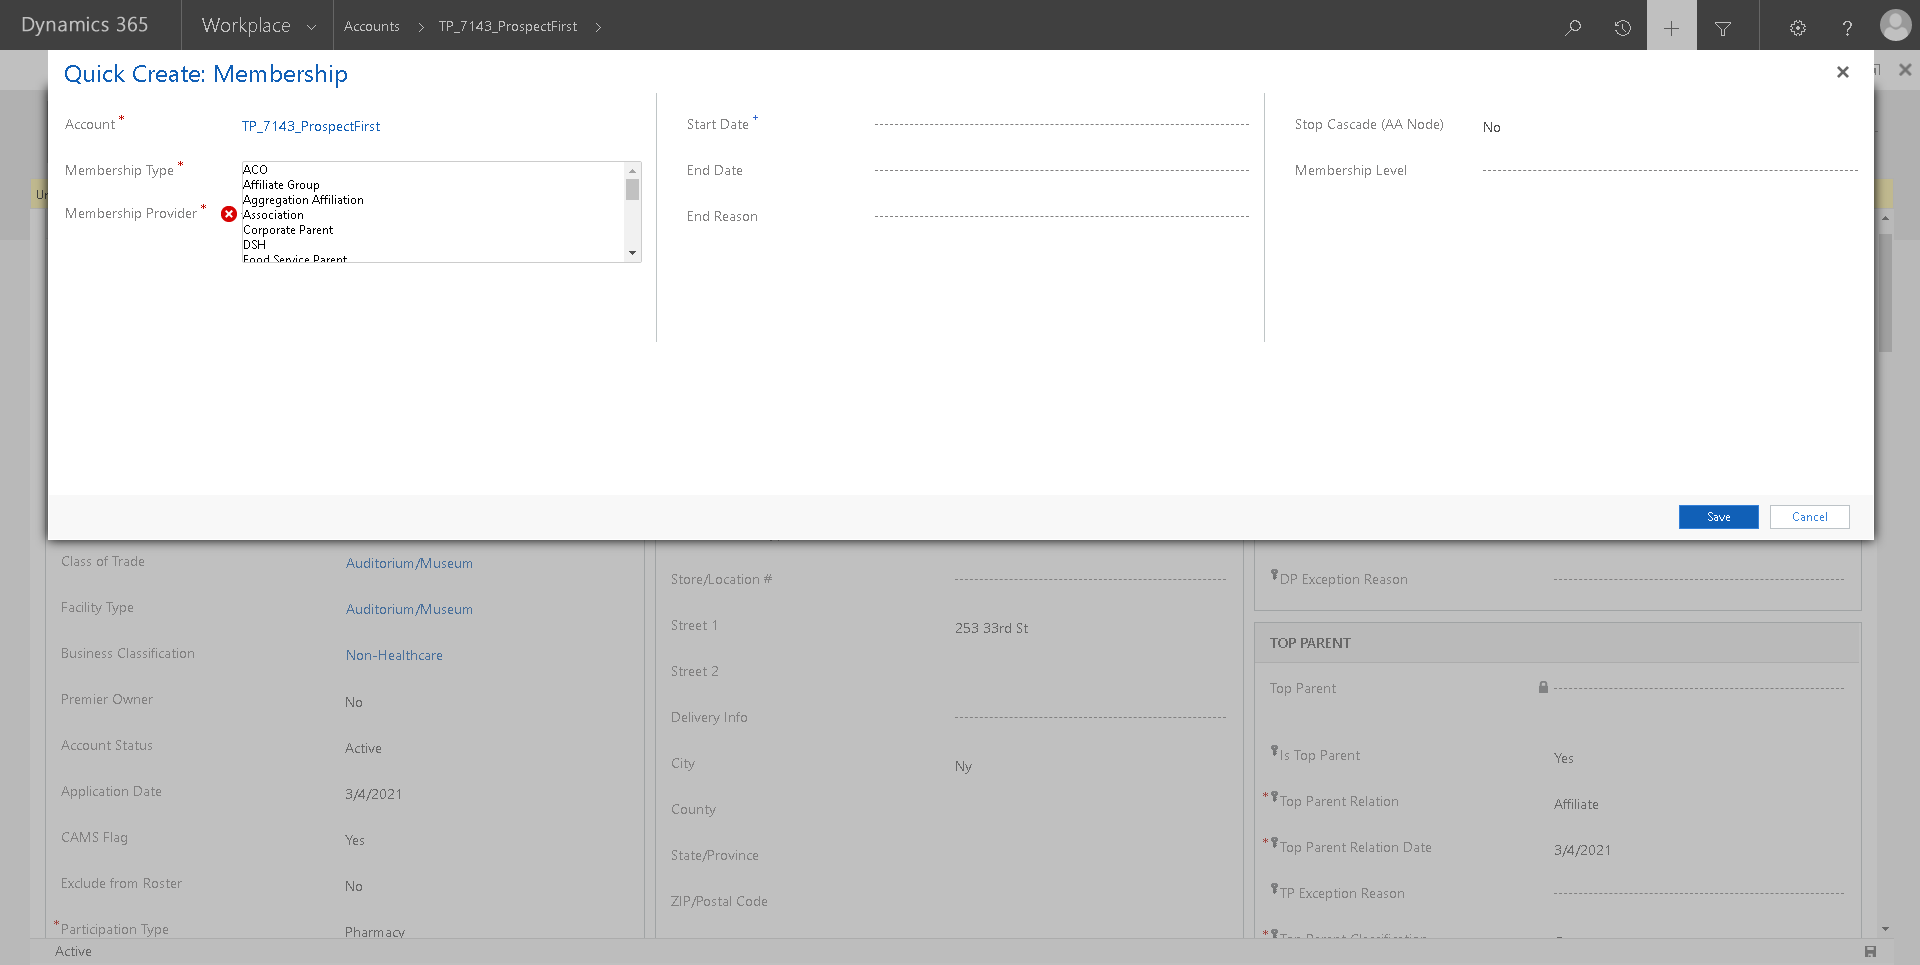 Dynamics 365
Workplace
Accounts
TP_7143_ProspectFirst
Quick Create: Membership
Account *
TP_7143_ProspectFirst
Membership Type *
ACO
Affiliate Group
Aggregation Affiliation
Association
Corporate Parent
DSH
Food Service Parent
Membership Provider *
Start Date *
End Date
End Reason
Stop Cascade (AA Node)
No
Membership Level
Save
Cancel
Class of Trade
Auditorium/Museum
Facility Type
Auditorium/Museum
Business Classification
Non-Healthcare
Premier Owner
No
Account Status
Active
Application Date
3/4/2021
CAMS Flag
Yes
Exclude from Roster
No
* Participation Type
Pharmacy
Store/Location #
Street 1
253 33rd St
Street 2
Delivery Info
City
Ny
County
State/Province
ZIP/Postal Code
DP Exception Reason
TOP PARENT
Top Parent
Is Top Parent
Yes
* Top Parent Relation
Affiliate
* Top Parent Relation Date
3/4/2021
TP Exception Reason
* Top Parent Classification
Active